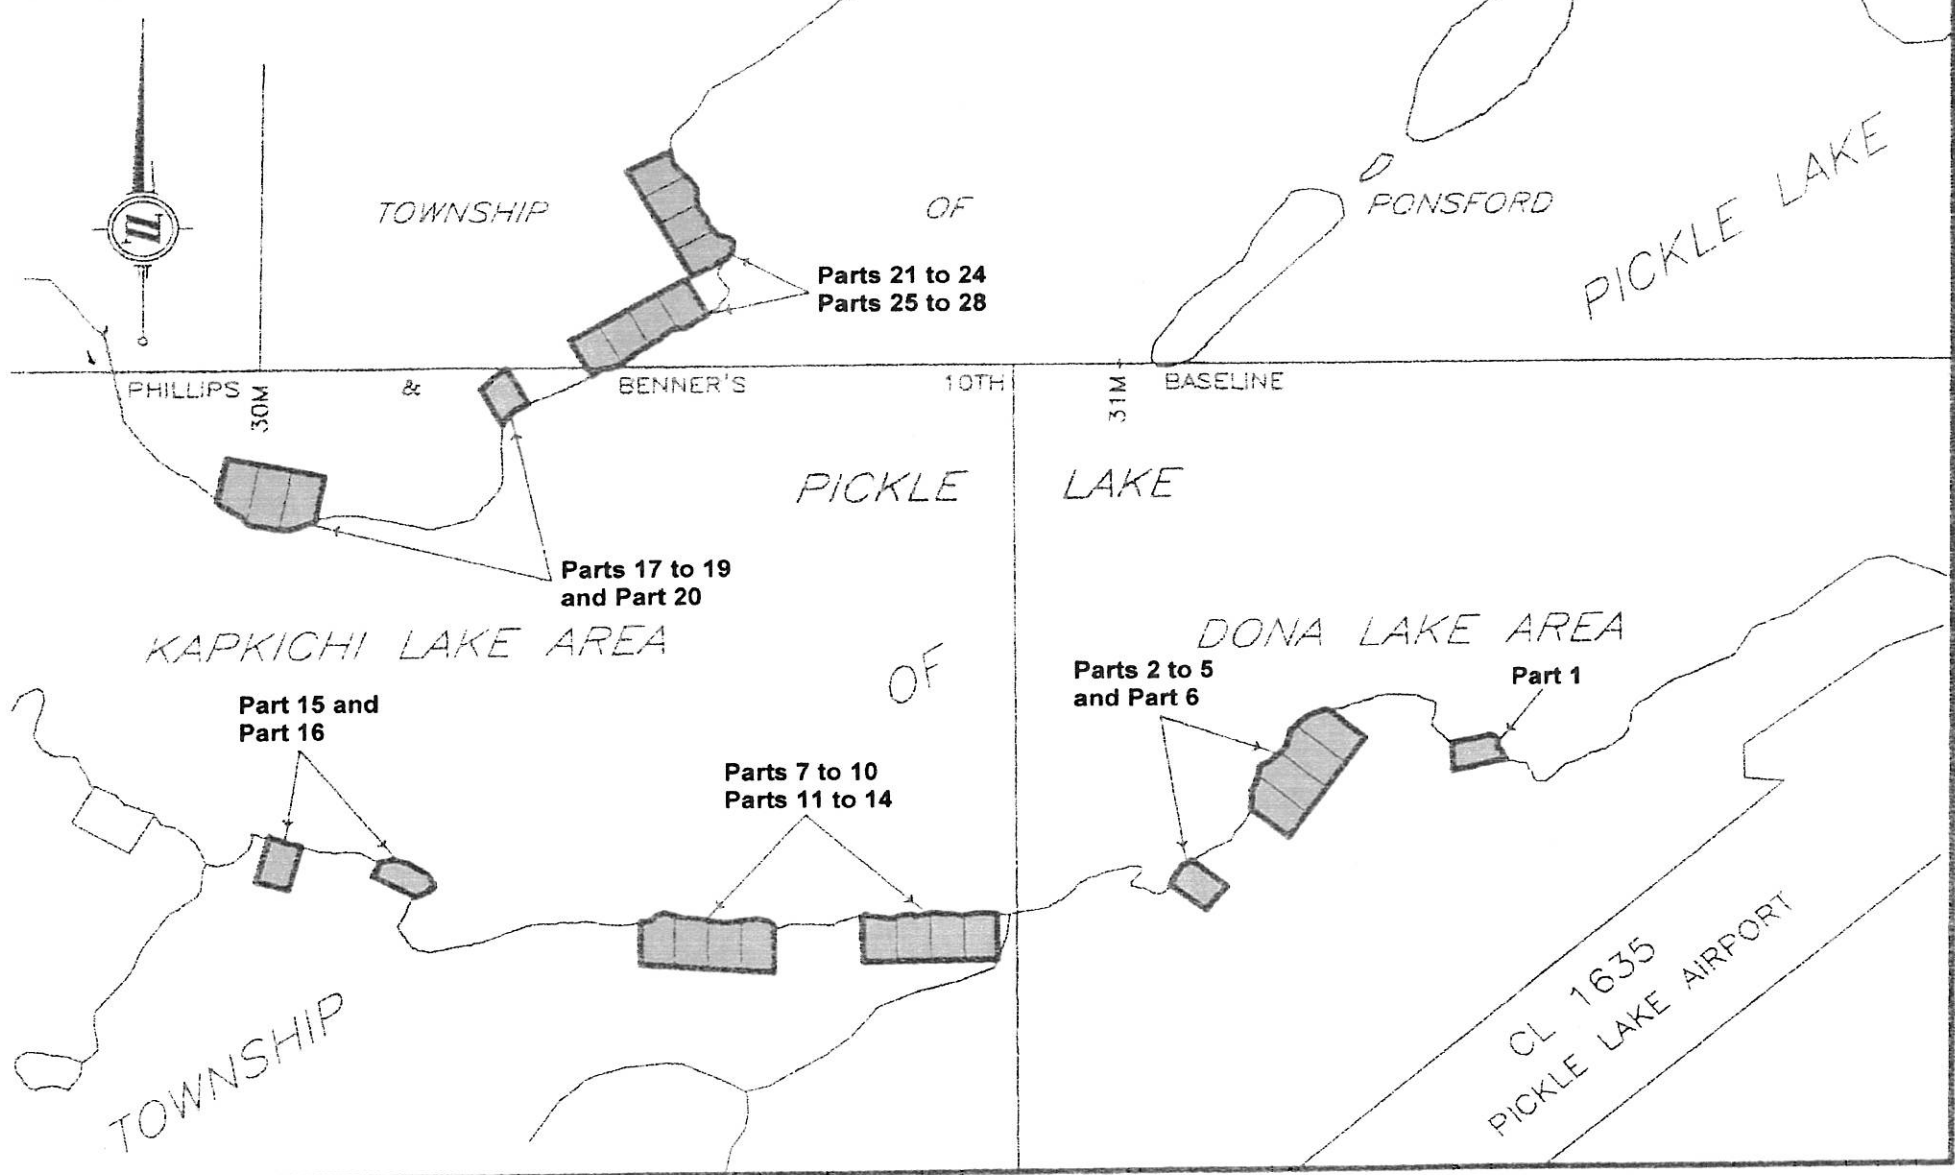 PICKLE LAKE
TOWNSHIP OF PONSFORD
Parts 21 to 24
Parts 25 to 28
PHILLIPS & BENNER'S 10TH BASELINE
30M
31M
PICKLE LAKE
Parts 17 to 19
and Part 20
KAPKICHI LAKE AREA
DONA LAKE AREA
OF
Part 15 and
Part 16
Parts 2 to 5
and Part 6
Part 1
Parts 7 to 10
Parts 11 to 14
TOWNSHIP
CL 1635
PICKLE LAKE AIRPORT